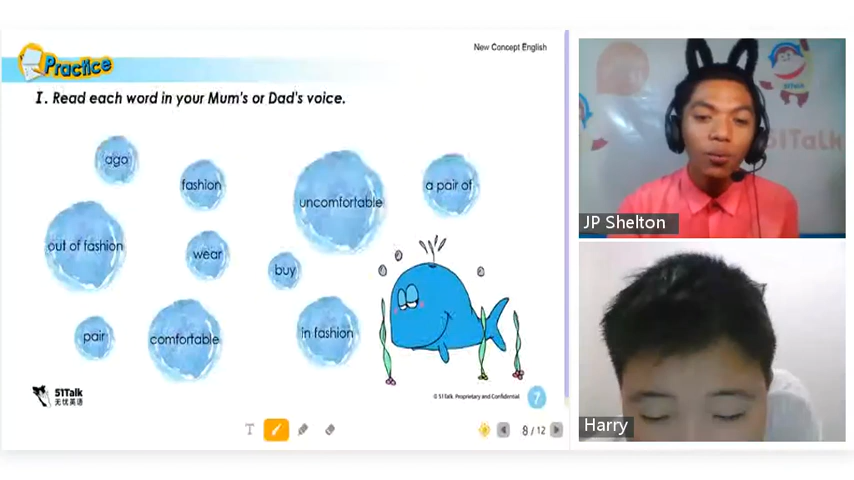 New Concept English
Practice
I. Read each word in your Mum's or Dad's voice.
ago
fashion
uncomfortable
a pair of
out of fashion
wear
buy
pair
comfortable
in fashion
51Talk
无忧英语
© 51Talk Proprietary and Confidential
7
T
8 / 12
51Talk
JP Shelton
Harry